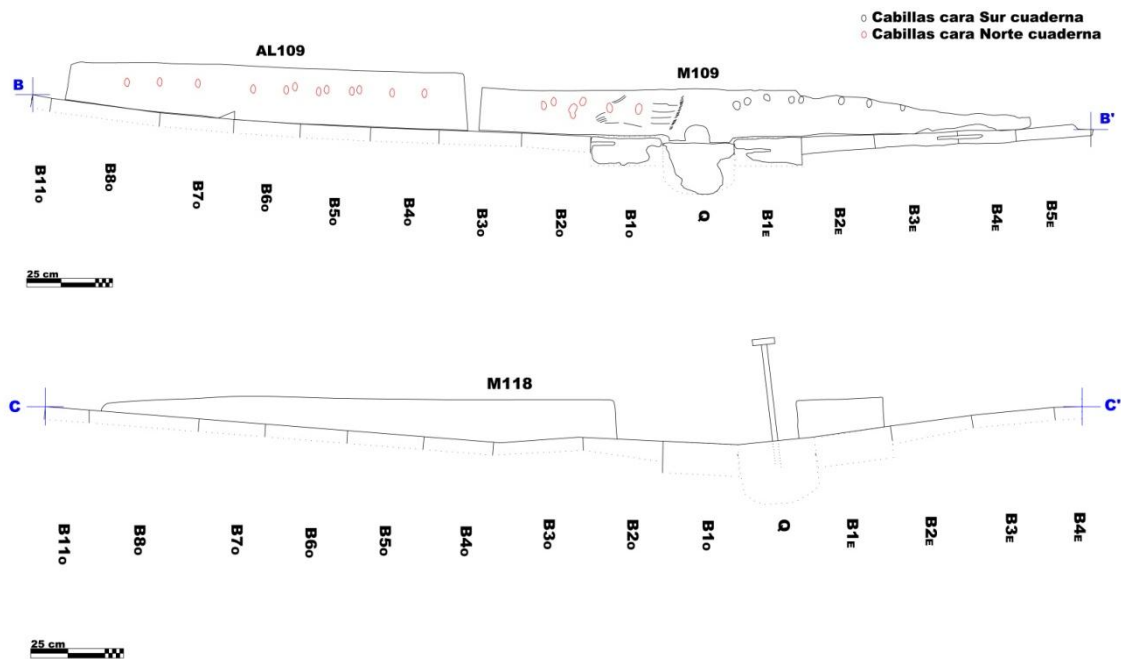 Cabillas cara Sur cuaderna
Cabillas cara Norte cuaderna
AL109
M109
B
B'
B11O
B8O
B7O
B6O
B5O
B4O
B3O
B2O
B1O
Q
B1E
B2E
B3E
B4E
B5E
25 cm
M118
C
C'
B11O
B8O
B7O
B6O
B5O
B4O
B3O
B2O
B1O
Q
B1E
B2E
B3E
B4E
25 cm